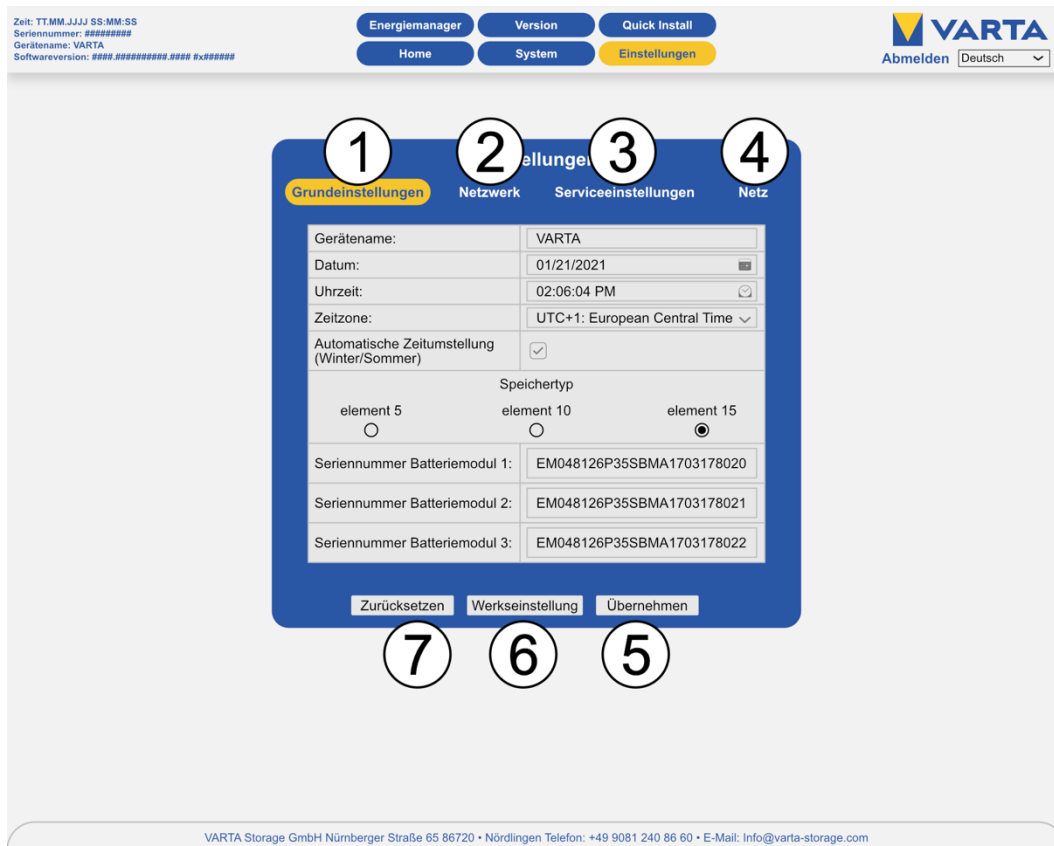 Zeit: TT.MM.JJJJ SS:MM:SS
Seriennummer: #########
Gerätename: VARTA
Softwareversion: ####.##########.#### #x######
Energiemanager Version Quick Install
Home System Einstellungen
VARTA
Abmelden Deutsch
1 2 3 4
ellunge
Grundeinstellungen Netzwerk Serviceeinstellungen Netz
Gerätename: VARTA
Datum: 01/21/2021
Uhrzeit: 02:06:04 PM
Zeitzone: UTC+1: European Central Time
Automatische Zeitumstellung
(Winter/Sommer)
Speichertyp
element 5 element 10 element 15
Seriennummer Batteriemodul 1: EM048126P35SBMA1703178020
Seriennummer Batteriemodul 2: EM048126P35SBMA1703178021
Seriennummer Batteriemodul 3: EM048126P35SBMA1703178022
Zurücksetzen Werkseinstellung Übernehmen
7 6 5
VARTA Storage GmbH Nürnberger Straße 65 86720 • Nördlingen Telefon: +49 9081 240 86 60 • E-Mail: Info@varta-storage.com